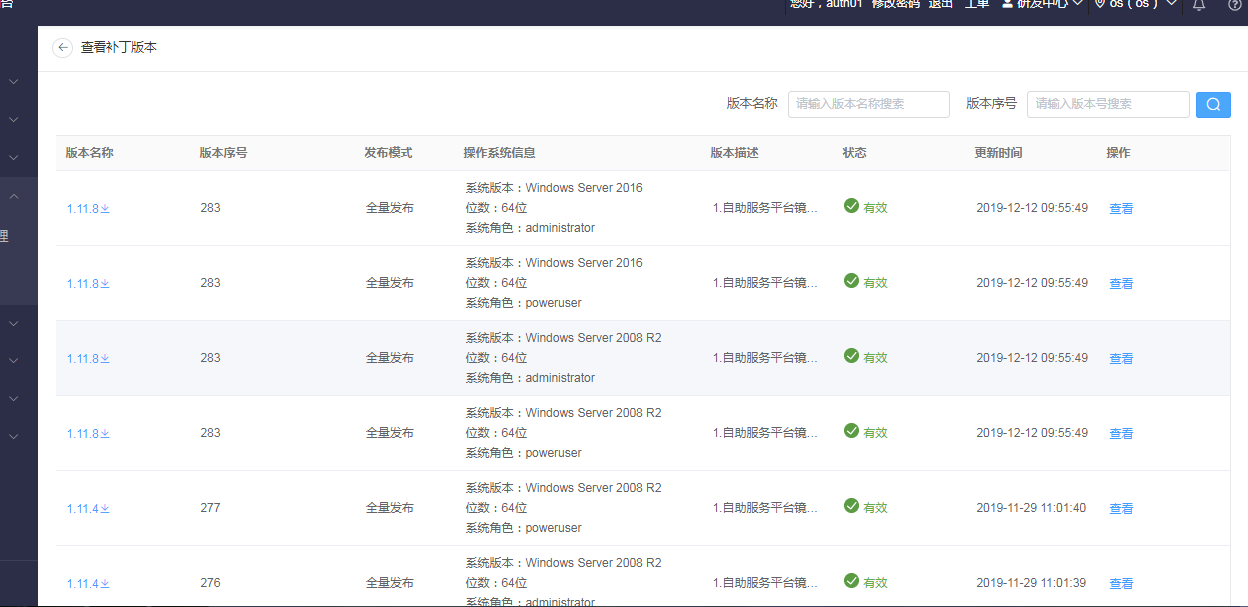 台
您好，auth01 修改密码 退出 工单 研发中心 os ( os )
查看补丁版本
理
版本名称 请输入版本名称搜索 版本序号 请输入版本号搜索
版本名称 版本序号 发布模式 操作系统信息 版本描述 状态 更新时间 操作
系统版本：Windows Server 2016
1.11.8 283 全量发布 位数：64位 1.自助服务平台镜... 有效 2019-12-12 09:55:49 查看
系统角色：administrator
系统版本：Windows Server 2016
1.11.8 283 全量发布 位数：64位 1.自助服务平台镜... 有效 2019-12-12 09:55:49 查看
系统角色：poweruser
系统版本：Windows Server 2008 R2
1.11.8 283 全量发布 位数：64位 1.自助服务平台镜... 有效 2019-12-12 09:55:49 查看
系统角色：administrator
系统版本：Windows Server 2008 R2
1.11.8 283 全量发布 位数：64位 1.自助服务平台镜... 有效 2019-12-12 09:55:49 查看
系统角色：poweruser
系统版本：Windows Server 2008 R2
1.11.4 277 全量发布 位数：64位 1.自助服务平台镜... 有效 2019-11-29 11:01:40 查看
系统角色：poweruser
系统版本：Windows Server 2008 R2
1.11.4 276 全量发布 位数：64位 1.自助服务平台镜... 有效 2019-11-29 11:01:39 查看
系统角色：administrator